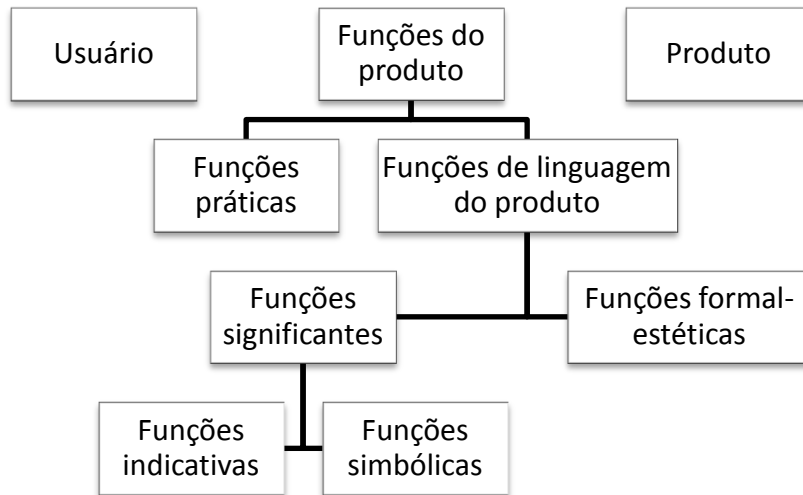 Usuário
Funções do
produto
Produto
Funções
práticas
Funções de linguagem
do produto
Funções
significantes
Funções formal-
estéticas
Funções
indicativas
Funções
simbólicas